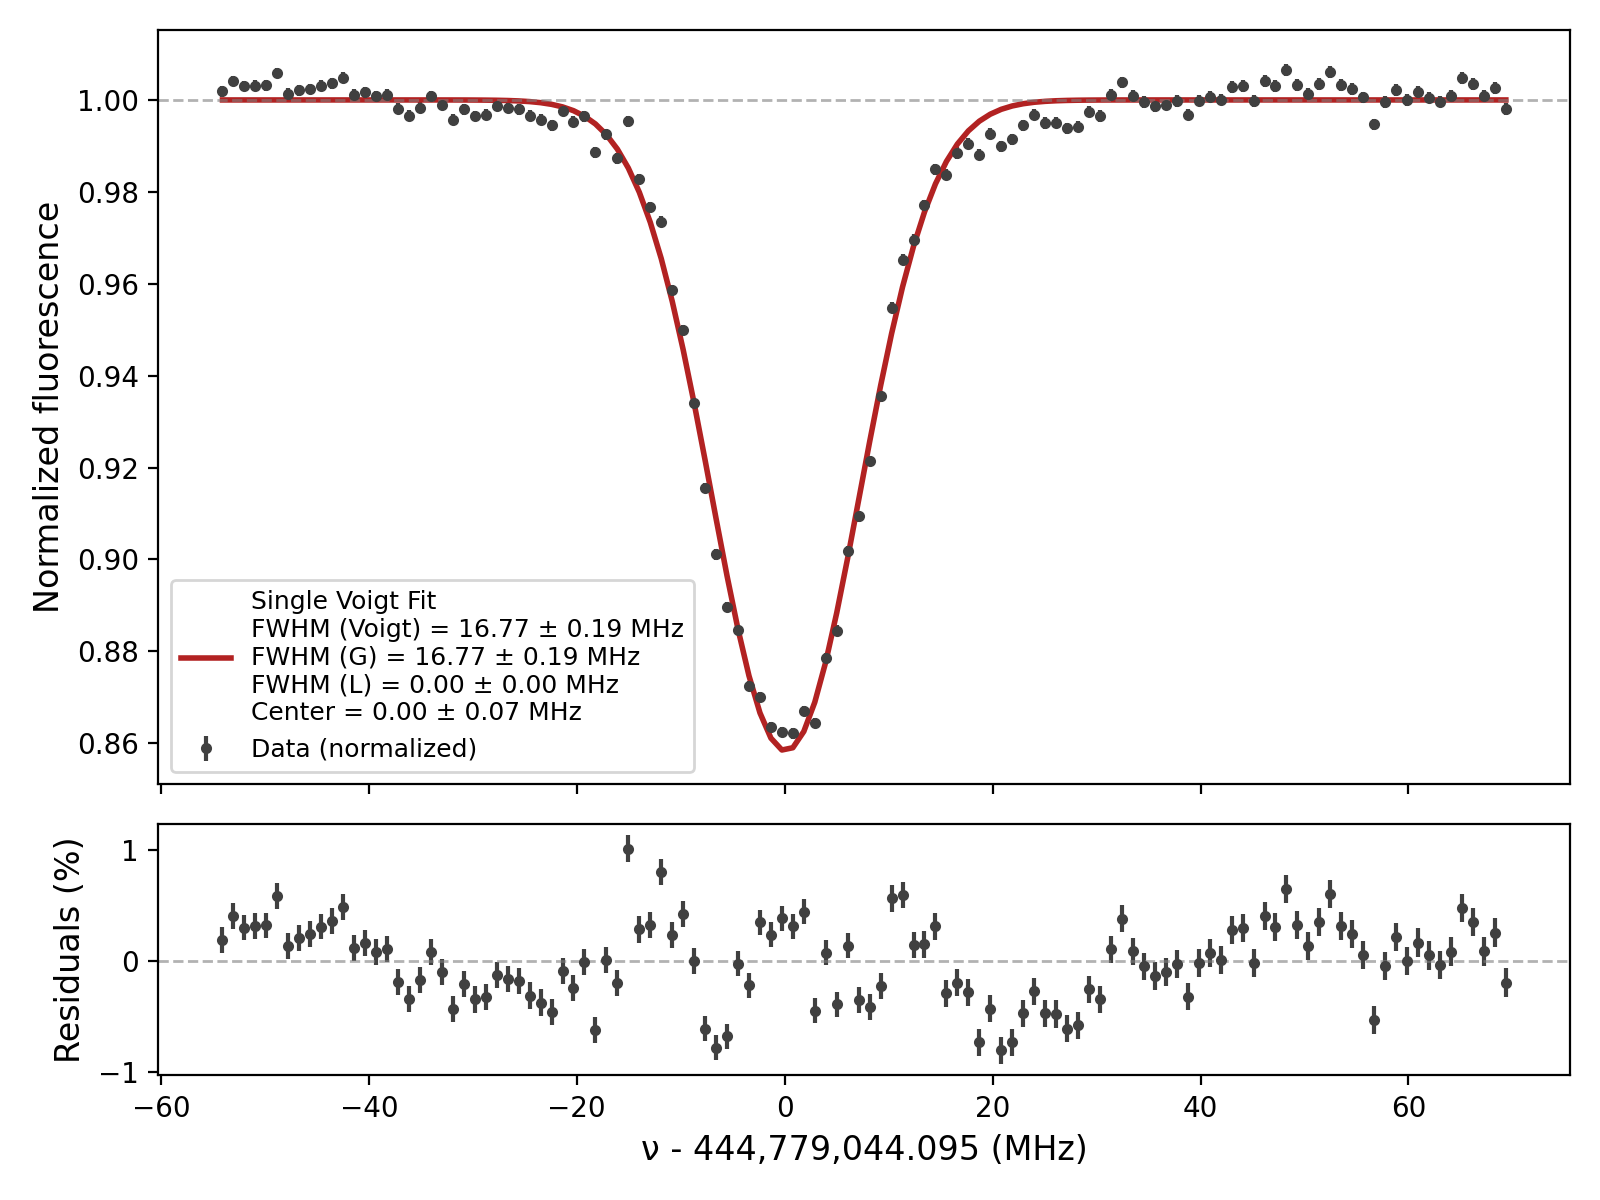 Normalized fluorescence
1.00
0.98
0.96
0.94
0.92
0.90
0.88
0.86
Single Voigt Fit
FWHM (Voigt) = 16.77 ± 0.19 MHz
FWHM (G) = 16.77 ± 0.19 MHz
FWHM (L) = 0.00 ± 0.00 MHz
Center = 0.00 ± 0.07 MHz
Data (normalized)
Residuals (%)
1
0
−1
−60 −40 −20 0 20 40 60
ν - 444,779,044.095 (MHz)